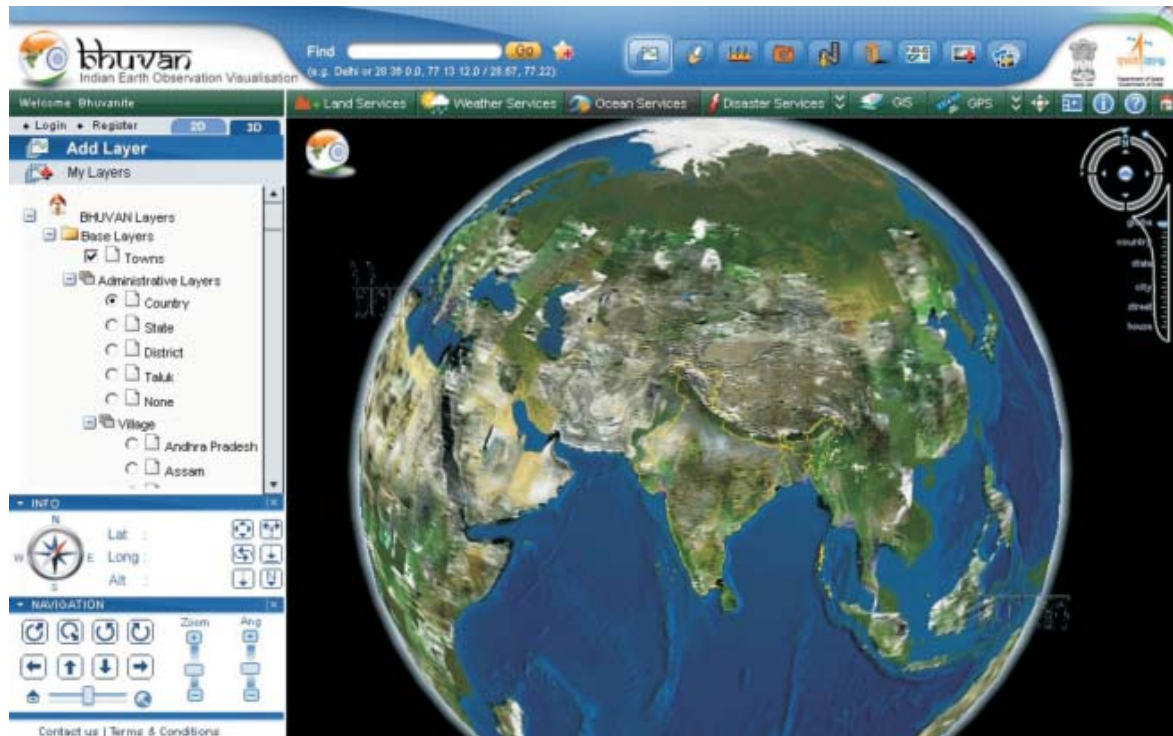 bhuvan
Indian Earth Observation Visualisation
Find
Go
(e.g. Delhi or 28 36 0.0, 77 13 12.0 / 28.67, 77.22)
Welcome Bhuvanite
Land Services
Weather Services
Ocean Services
Disaster Services
GIS
GPS
Login
Register
2D
3D
Add Layer
My Layers
BHUVAN Layers
Base Layers
Towns
Administrative Layers
Country
State
District
Taluk
None
Village
Andhra Pradesh
Assam
country
state
city
street
house
INFO
N
W
E
S
Lat :
Long :
Alt :
NAVIGATION
Zoom
Ang
Contact us | Terms & Conditions